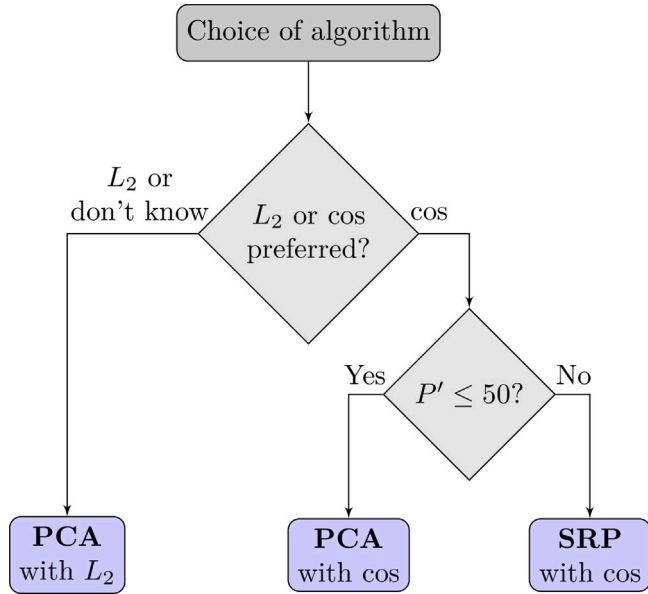 Choice of algorithm
L₂ or
don't know
L₂ or cos
preferred?
cos
Yes
P′ ≤ 50?
No
PCA
with L₂
PCA
with cos
SRP
with cos